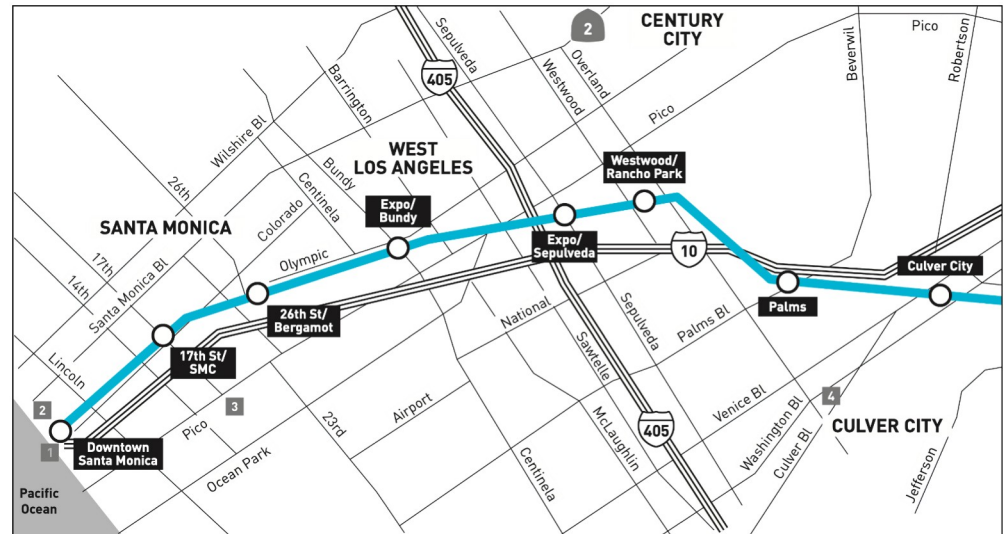 CENTURY
CITY
2
Pico
Sepulveda
405
Westwood
Overland
Beverwil
Robertson
Barrington
Pico
Wilshire Bl
WEST
LOS ANGELES
Bundy
Westwood/
Rancho Park
26th
Centinela
Colorado
Expo/
Bundy
SANTA MONICA
Olympic
Expo/
Sepulveda
10
17th
Santa Monica Bl
14th
Culver City
26th St/
Bergamot
National
Sepulveda
Palms Bl
Palms
Lincoln
17th St/
SMC
Sawtelle
2
3
Pico
23rd
Airport
Venice Bl
4
Washington Bl
Culver Bl
CULVER CITY
McLaughlin
405
1
Downtown
Santa Monica
Ocean Park
Centinela
Jefferson
Pacific
Ocean